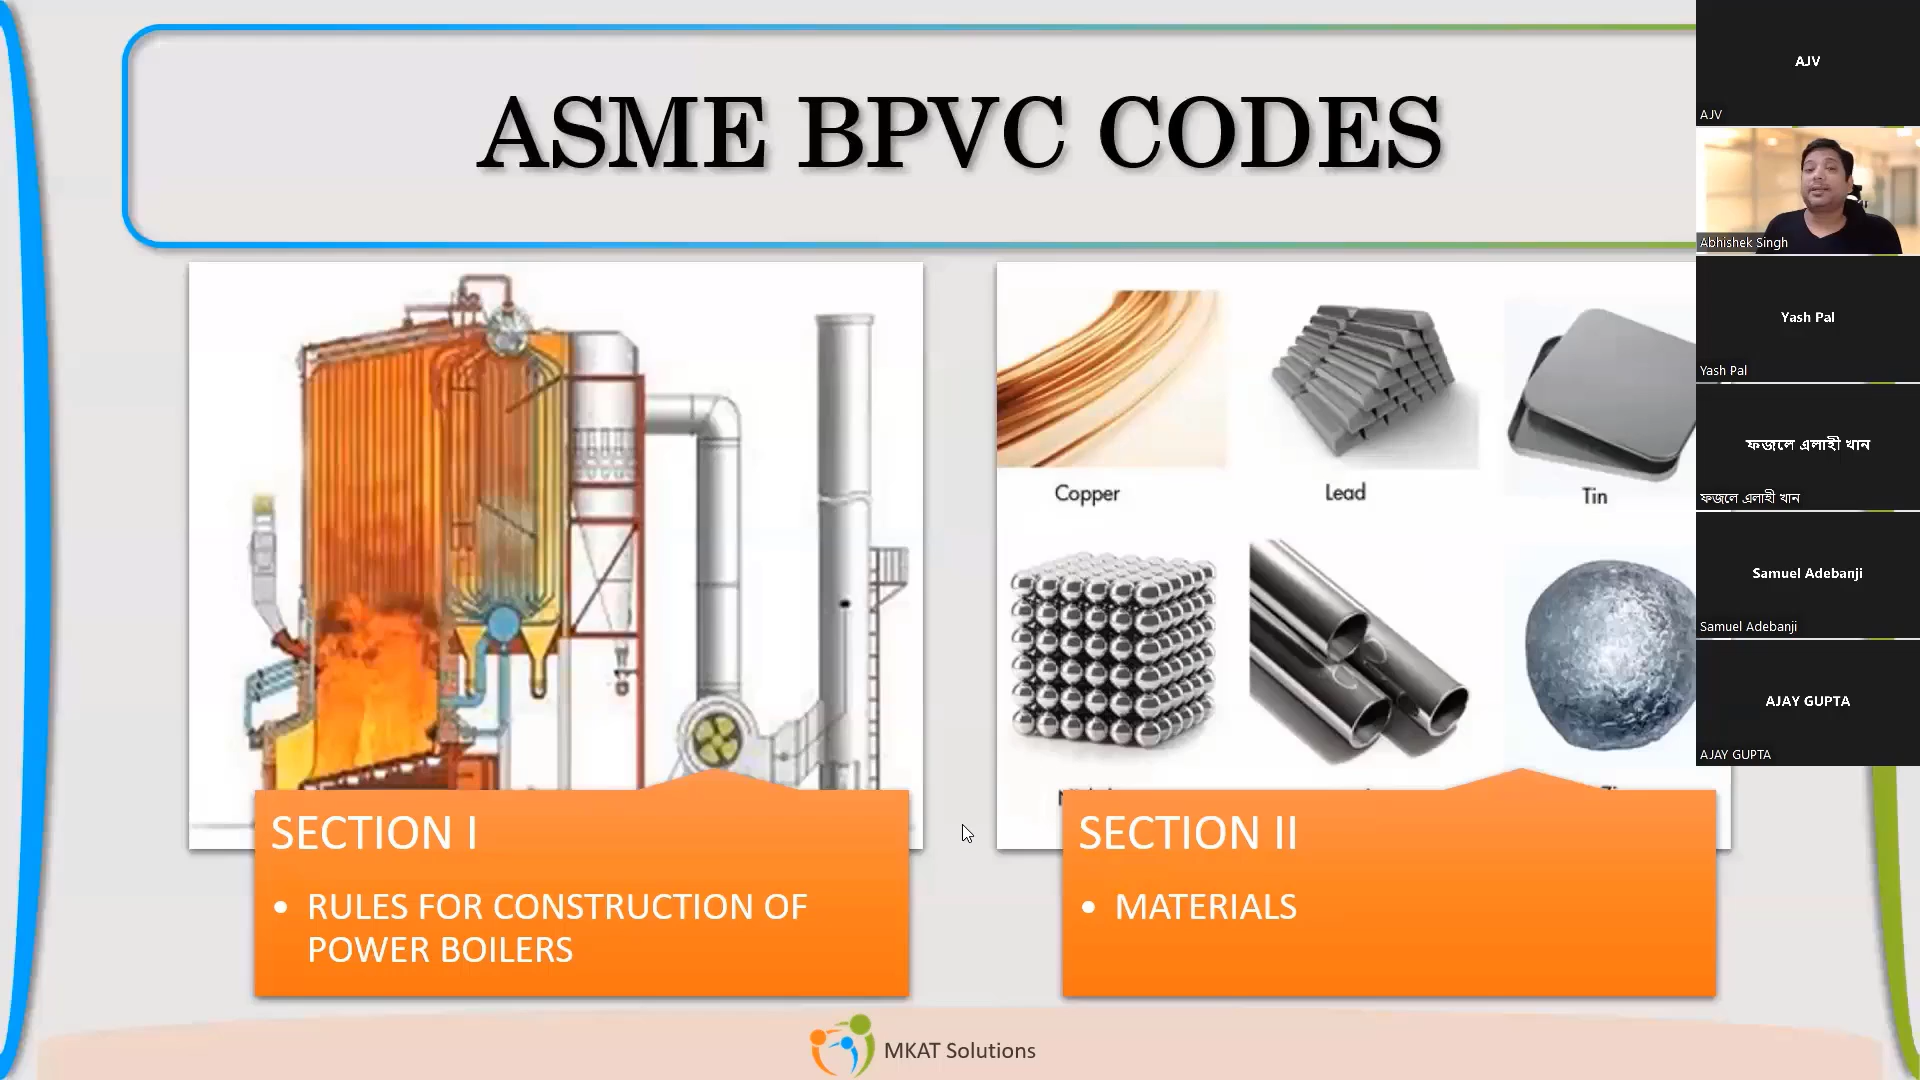 ASME BPVC CODES
Copper
Lead
Tin
SECTION I
• RULES FOR CONSTRUCTION OF
POWER BOILERS
SECTION II
• MATERIALS
MKAT Solutions
AJV
AJV
Abhishek Singh
Yash Pal
Yash Pal
ফজলে এলাহী খান
ফজলে এলাহী খান
Samuel Adebanji
Samuel Adebanji
AJAY GUPTA
AJAY GUPTA